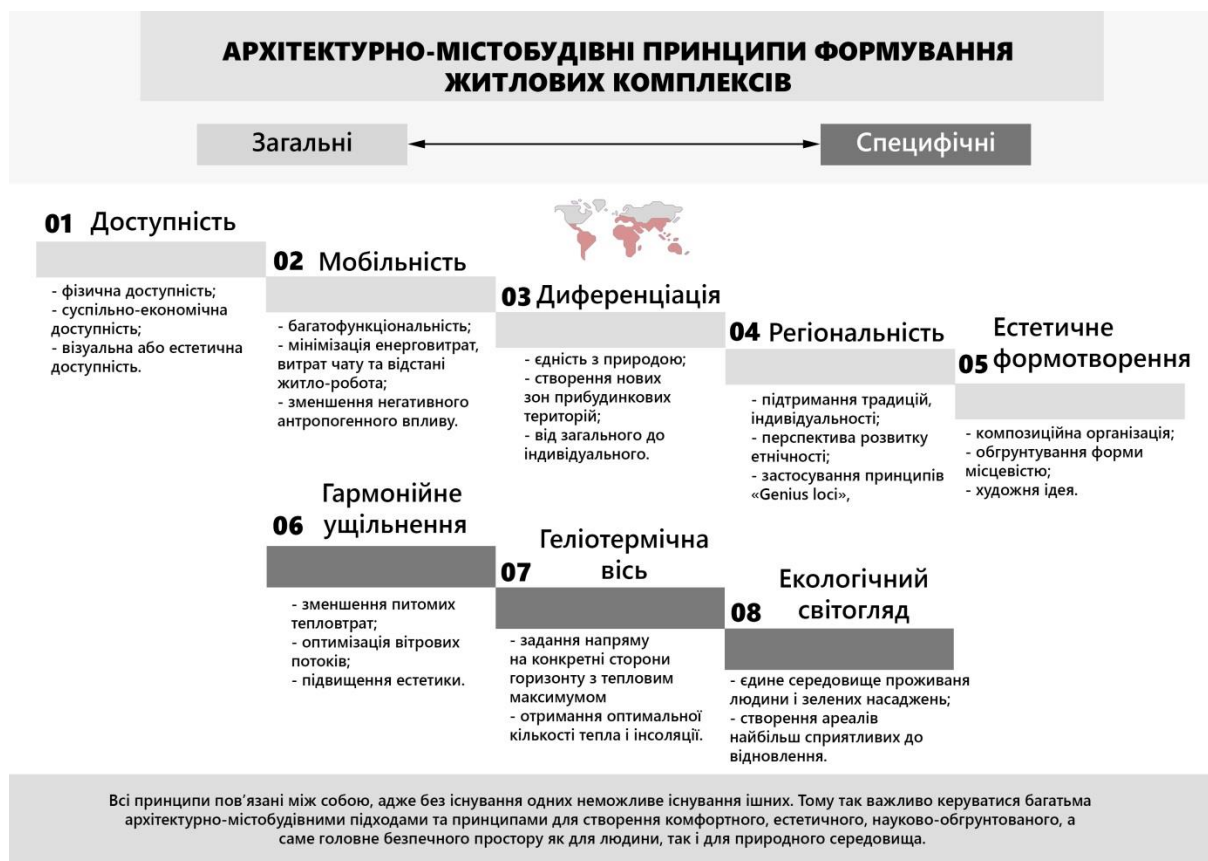 АРХІТЕКТУРНО-МІСТОБУДІВНІ ПРИНЦИПИ ФОРМУВАННЯ
ЖИТЛОВИХ КОМПЛЕКСІВ
Загальні
Специфічні
01 Доступність
- фізична доступність;
- суспільно-економічна
доступність;
- візуальна або естетична
доступність.
02 Мобільність
- багатофункціональність;
- мінімізація енерговитрат,
витрат чату та відстані
житло-робота;
- зменшення негативного
антропогенного впливу.
03 Диференціація
- єдність з природою;
- створення нових
зон прибудинкових
територій;
- від загального до
індивідуального.
04 Регіональність
- підтримання традицій,
індивідуальності;
- перспектива розвитку
етнічності;
- застосування принципів
«Genius loci»,
Естетичне
05 формотворення
- композиційна організація;
- обгрунтування форми
місцевістю;
- художня ідея.
Гармонійне
06 ущільнення
- зменшення питомих
тепловтрат;
- оптимізація вітрових
потоків;
- підвищення естетики.
Геліотермічна
07 вісь
- задання напряму
на конкретні сторони
горизонту з тепловим
максимумом
- отримання оптимальної
кількості тепла і інсоляції.
Екологічний
08 світогляд
- єдине середовище проживаня
людини і зелених насаджень;
- створення ареалів
найбільш сприятливих до
відновлення.
Всі принципи пов'язані між собою, адже без існування одних неможливе існування ішних. Тому так важливо керуватися багатьма
архітектурно-містобудівними підходами та принципами для створення комфортного, естетичного, науково-обгрунтованого, а
саме головне безпечного простору як для людини, так і для природного середовища.